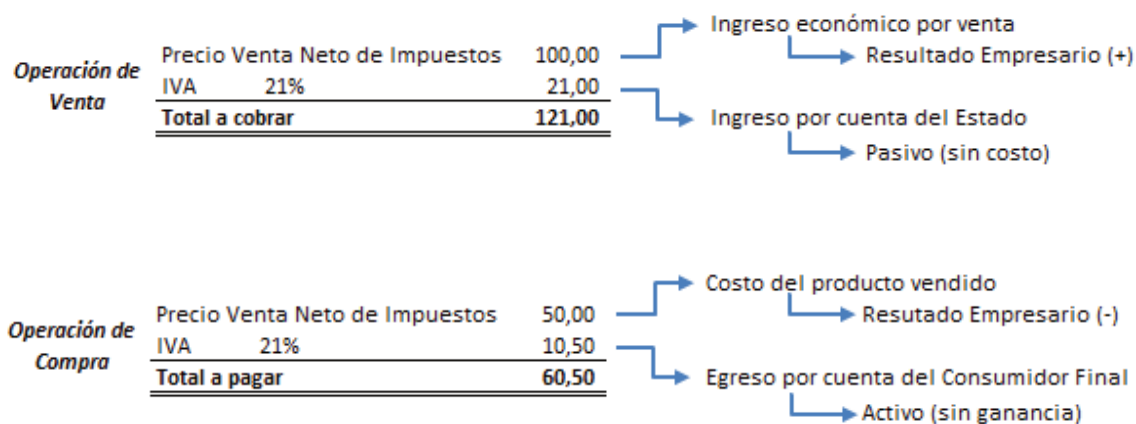 Ingreso económico por venta
Precio Venta Neto de Impuestos 100,00
Resultado Empresario (+)
Operación de
Venta
IVA 21% 21,00
Total a cobrar 121,00
Ingreso por cuenta del Estado
Pasivo (sin costo)
Costo del producto vendido
Precio Venta Neto de Impuestos 50,00
Resutado Empresario (-)
Operación de
Compra
IVA 21% 10,50
Total a pagar 60,50
Egreso por cuenta del Consumidor Final
Activo (sin ganancia)